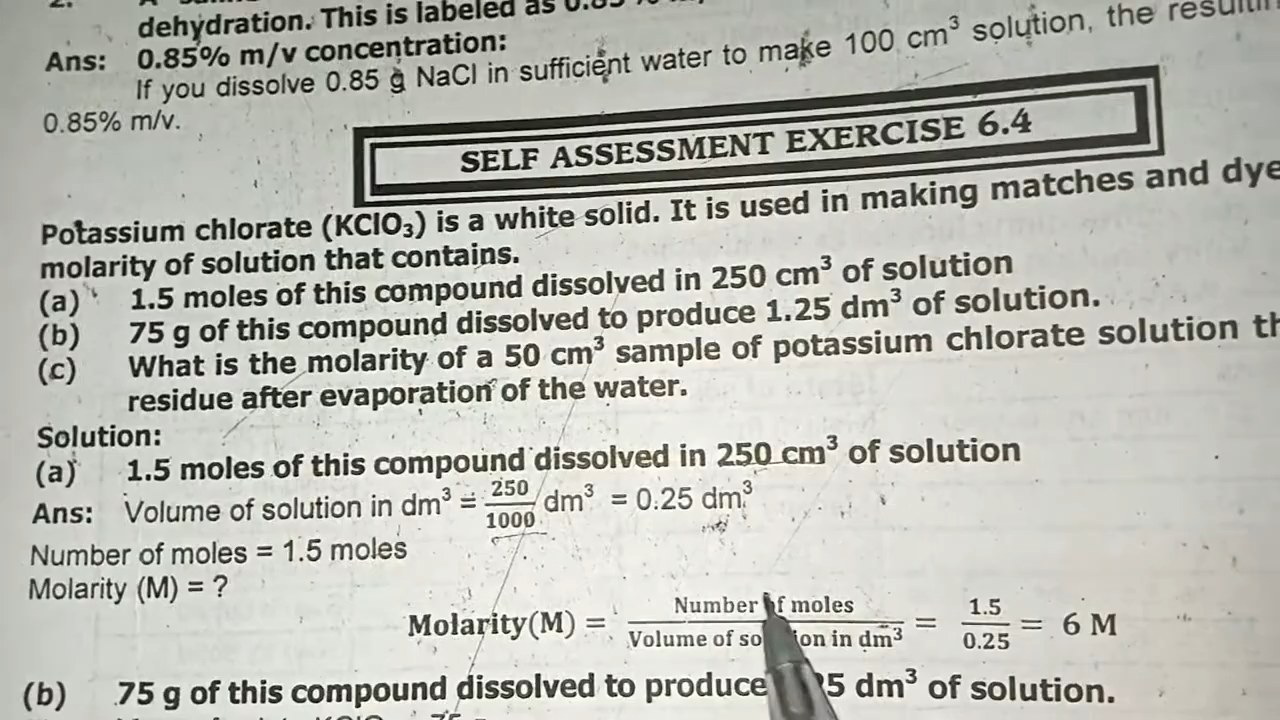 dehydration. This is labeled as
Ans: 0.85% m/v concentration:
If you dissolve 0.85 g NaCl in sufficient water to make 100 cm³ solution, the
0.85% m/v.
SELF ASSESSMENT EXERCISE 6.4
Potassium chlorate (KClO₃) is a white solid. It is used in making matches and dye
molarity of solution that contains.
(a) 1.5 moles of this compound dissolved in 250 cm³ of solution
(b) 75 g of this compound dissolved to produce 1.25 dm³ of solution.
(c) What is the molarity of a 50 cm³ sample of potassium chlorate solution th
residue after evaporation of the water.
Solution:
(a) 1.5 moles of this compound dissolved in 250 cm³ of solution
Ans: Volume of solution in dm³ = 250/1000 dm³ = 0.25 dm³
Number of moles = 1.5 moles
Molarity (M) = ?
Molarity(M) = Number of moles / Volume of so ion in dm³ = 1.5/0.25 = 6 M
(b) 75 g of this compound dissolved to produce 5 dm³ of solution.